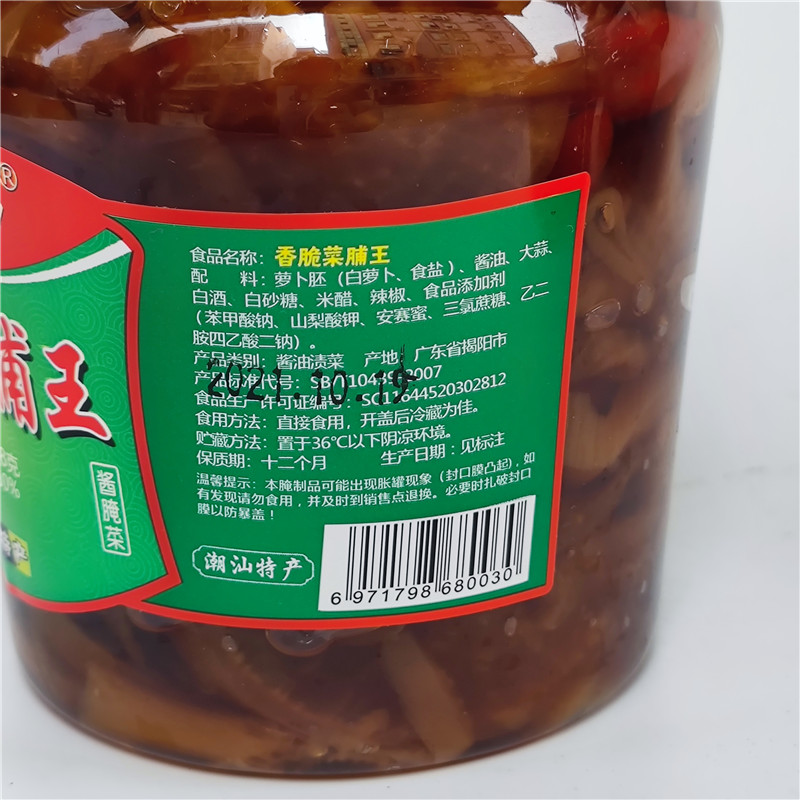 ®
脯王
酱腌菜
食品名称：香脆菜脯王
配 料：萝卜胚（白萝卜、食盐）、酱油、大蒜、
白酒、白砂糖、米醋、辣椒、食品添加剂
（苯甲酸钠、山梨酸钾、安赛蜜、三氯蔗糖、乙二
胺四乙酸二钠）。
产品类别：酱油渍菜 产地：广东省揭阳市
产品标准代号：
2021.10.19
食品生产许可证编号：SC11644520302812
食用方法：直接食用，开盖后冷藏为佳。
贮藏方法：置于36℃以下阴凉环境。
保质期：十二个月 生产日期：见标注
温馨提示：本腌制品可能出现胀罐现象（封口膜凸起），如
有发现请勿食用，并及时到销售点退换。必要时扎破封口
膜以防暴盖！
潮汕特产
6 971798 680030